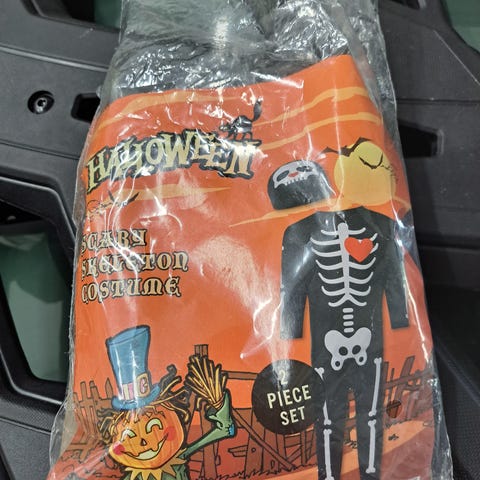 HALLOWEEN
SCARY
SKELETON
COSTUME
2
PIECE
SET